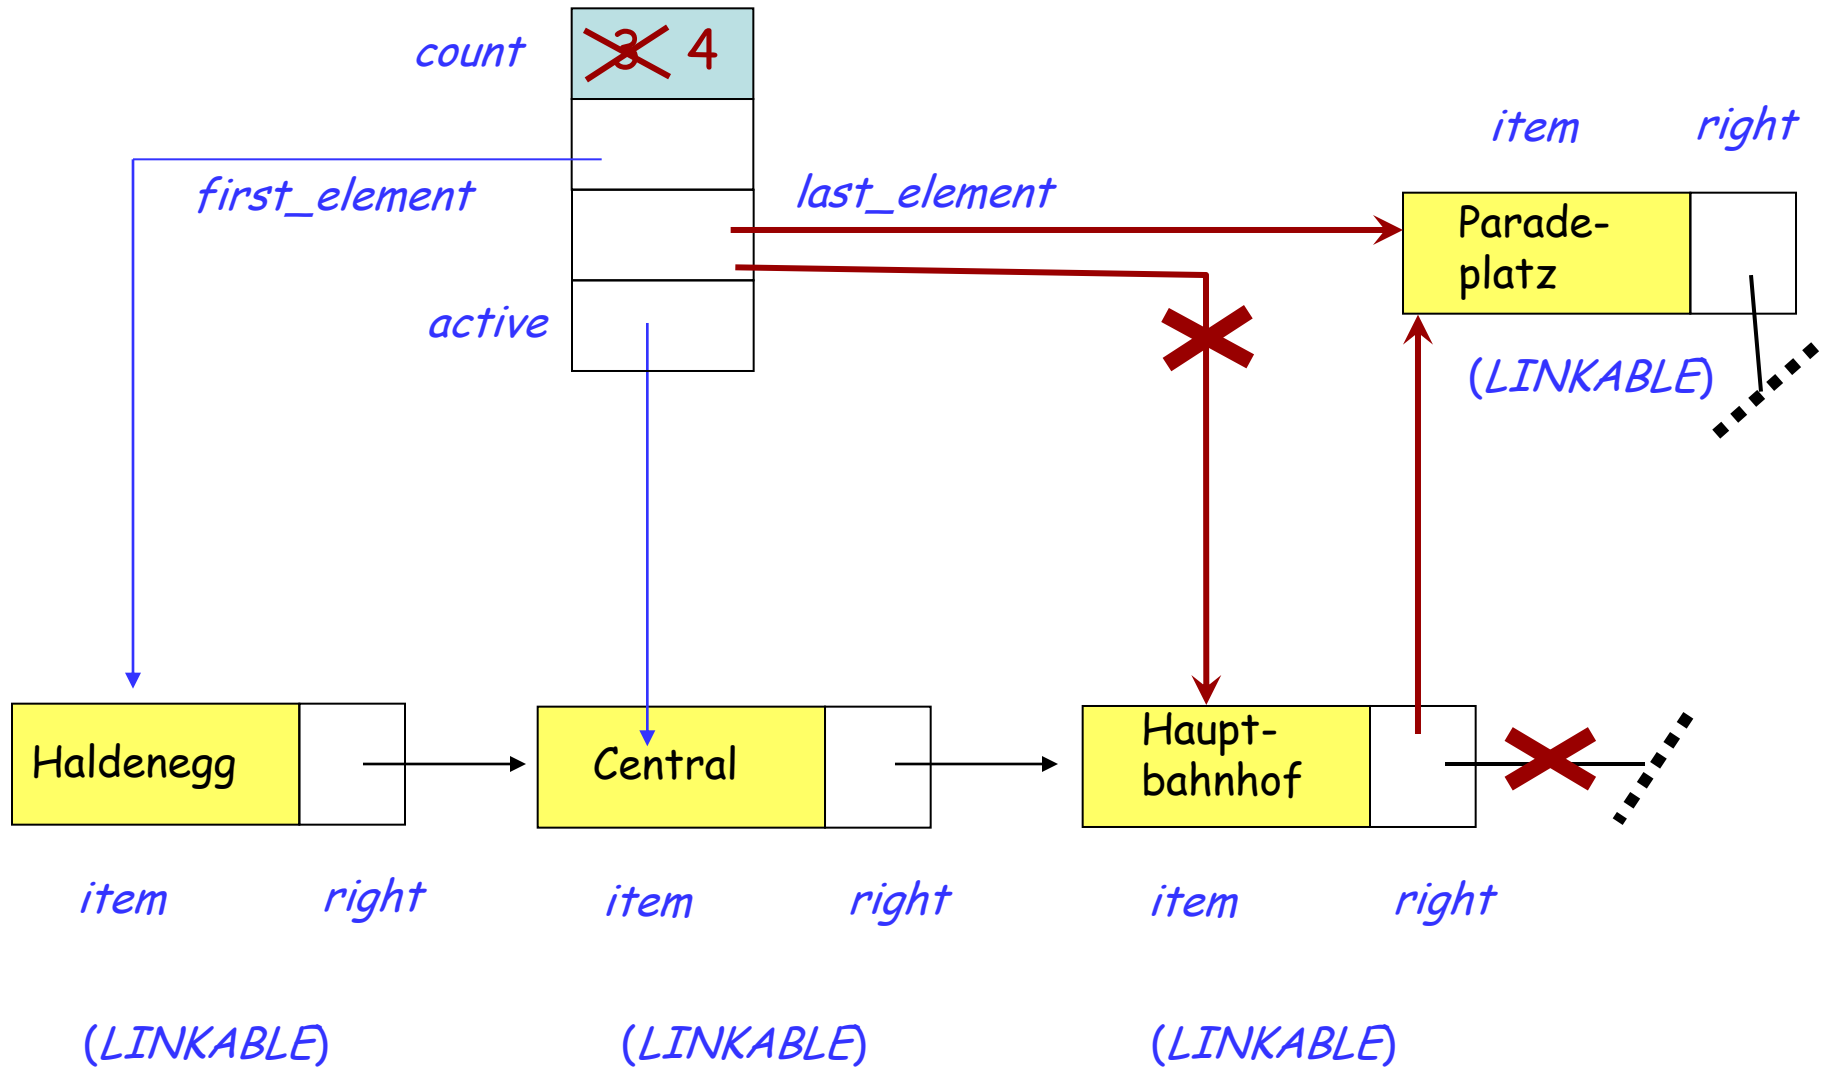 count
3 4
first_element
last_element
item right
Parade-
platz
active
(LINKABLE)
Haldenegg
Central
Haupt-
bahnhof
item right item right item right
(LINKABLE) (LINKABLE) (LINKABLE)